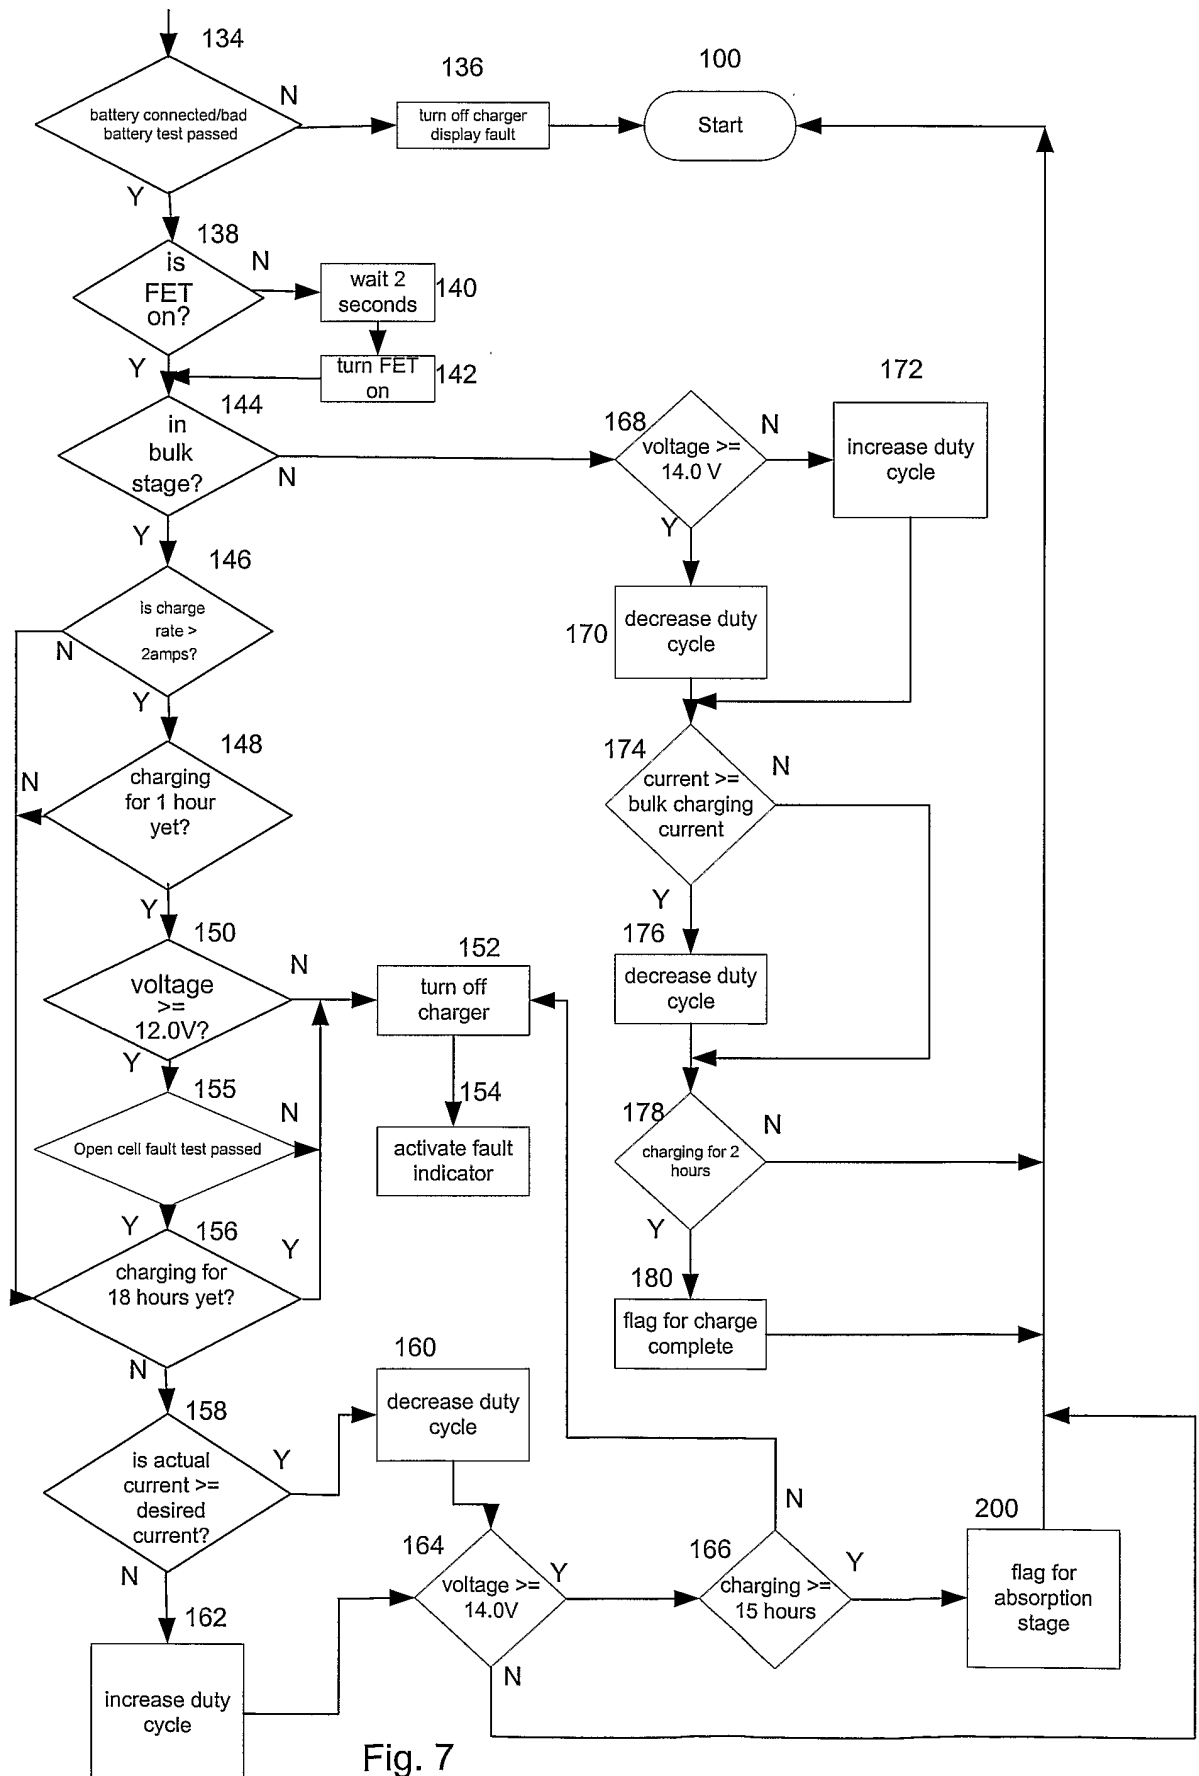 134
battery connected/bad
battery test passed
N
Y
136
turn off charger
display fault
100
Start
138
is
FET
on?
N
Y
wait 2
seconds
140
turn FET
on
142
144
in
bulk
stage?
N
Y
168
voltage >=
14.0 V
N
Y
172
increase duty
cycle
146
is charge
rate >
2amps?
N
Y
170
decrease duty
cycle
148
charging
for 1 hour
yet?
N
Y
174
current >=
bulk charging
current
N
Y
150
voltage
>=
12.0V?
N
Y
152
turn off
charger
176
decrease duty
cycle
155
Open cell fault test passed
N
Y
154
activate fault
indicator
178
charging for 2
hours
N
Y
156
charging for
18 hours yet?
Y
N
180
flag for charge
complete
158
is actual
current >=
desired
current?
Y
N
160
decrease duty
cycle
162
increase duty
cycle
164
voltage >=
14.0V
Y
N
166
charging >=
15 hours
N
Y
200
flag for
absorption
stage
Fig. 7